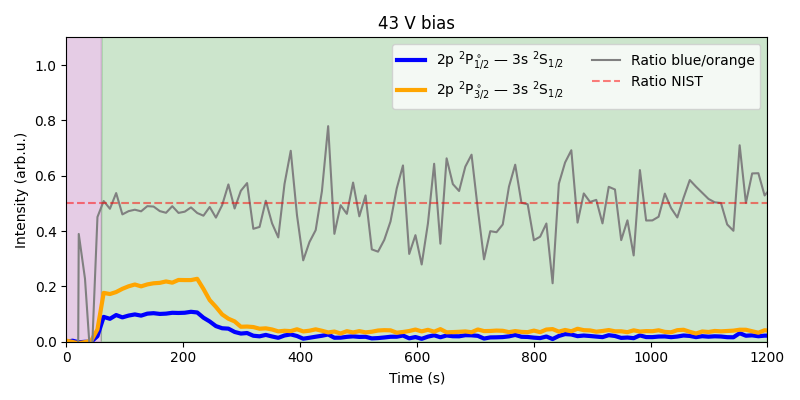 43 V bias
2p ²P°₁/₂ — 3s ²S₁/₂
2p ²P°₃/₂ — 3s ²S₁/₂
Ratio blue/orange
Ratio NIST
Intensity (arb.u.)
1.0
0.8
0.6
0.4
0.2
0.0
0 200 400 600 800 1000 1200
Time (s)